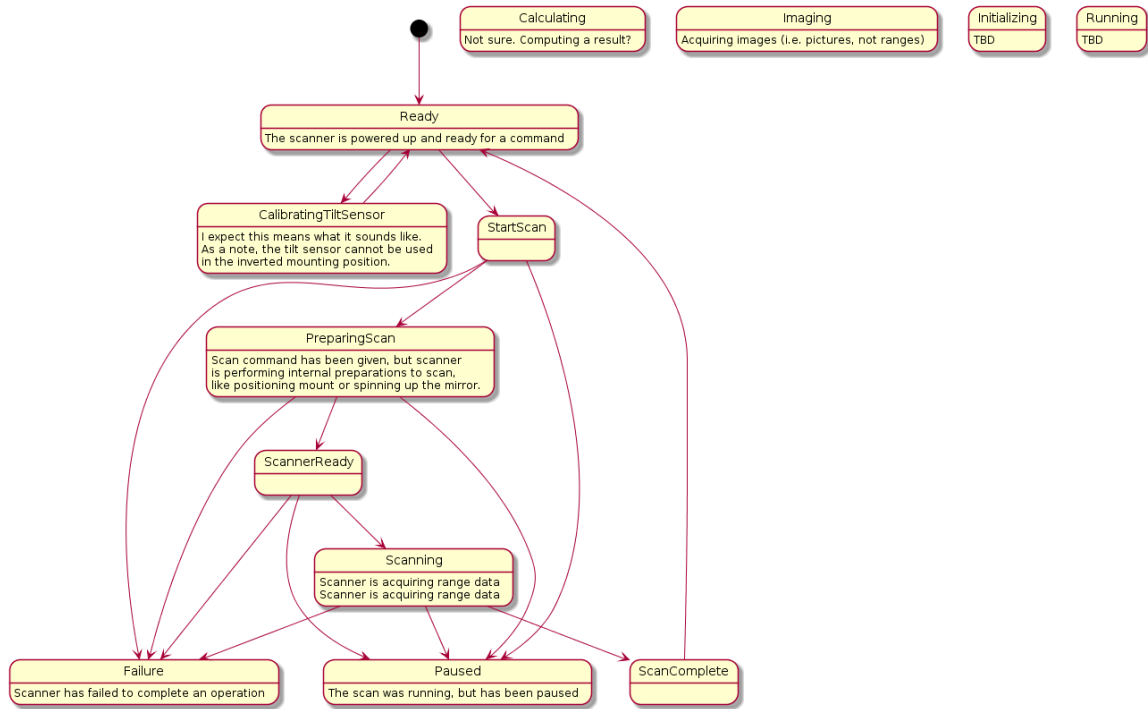 Calculating
Not sure. Computing a result?
Imaging
Acquiring images (i.e. pictures, not ranges)
Initializing
TBD
Running
TBD
Ready
The scanner is powered up and ready for a command
CalibratingTiltSensor
I expect this means what it sounds like.
As a note, the tilt sensor cannot be used
in the inverted mounting position.
StartScan
PreparingScan
Scan command has been given, but scanner
is performing internal preparations to scan,
like positioning mount or spinning up the mirror.
ScannerReady
Scanning
Scanner is acquiring range data
Scanner is acquiring range data
Failure
Scanner has failed to complete an operation
Paused
The scan was running, but has been paused
ScanComplete